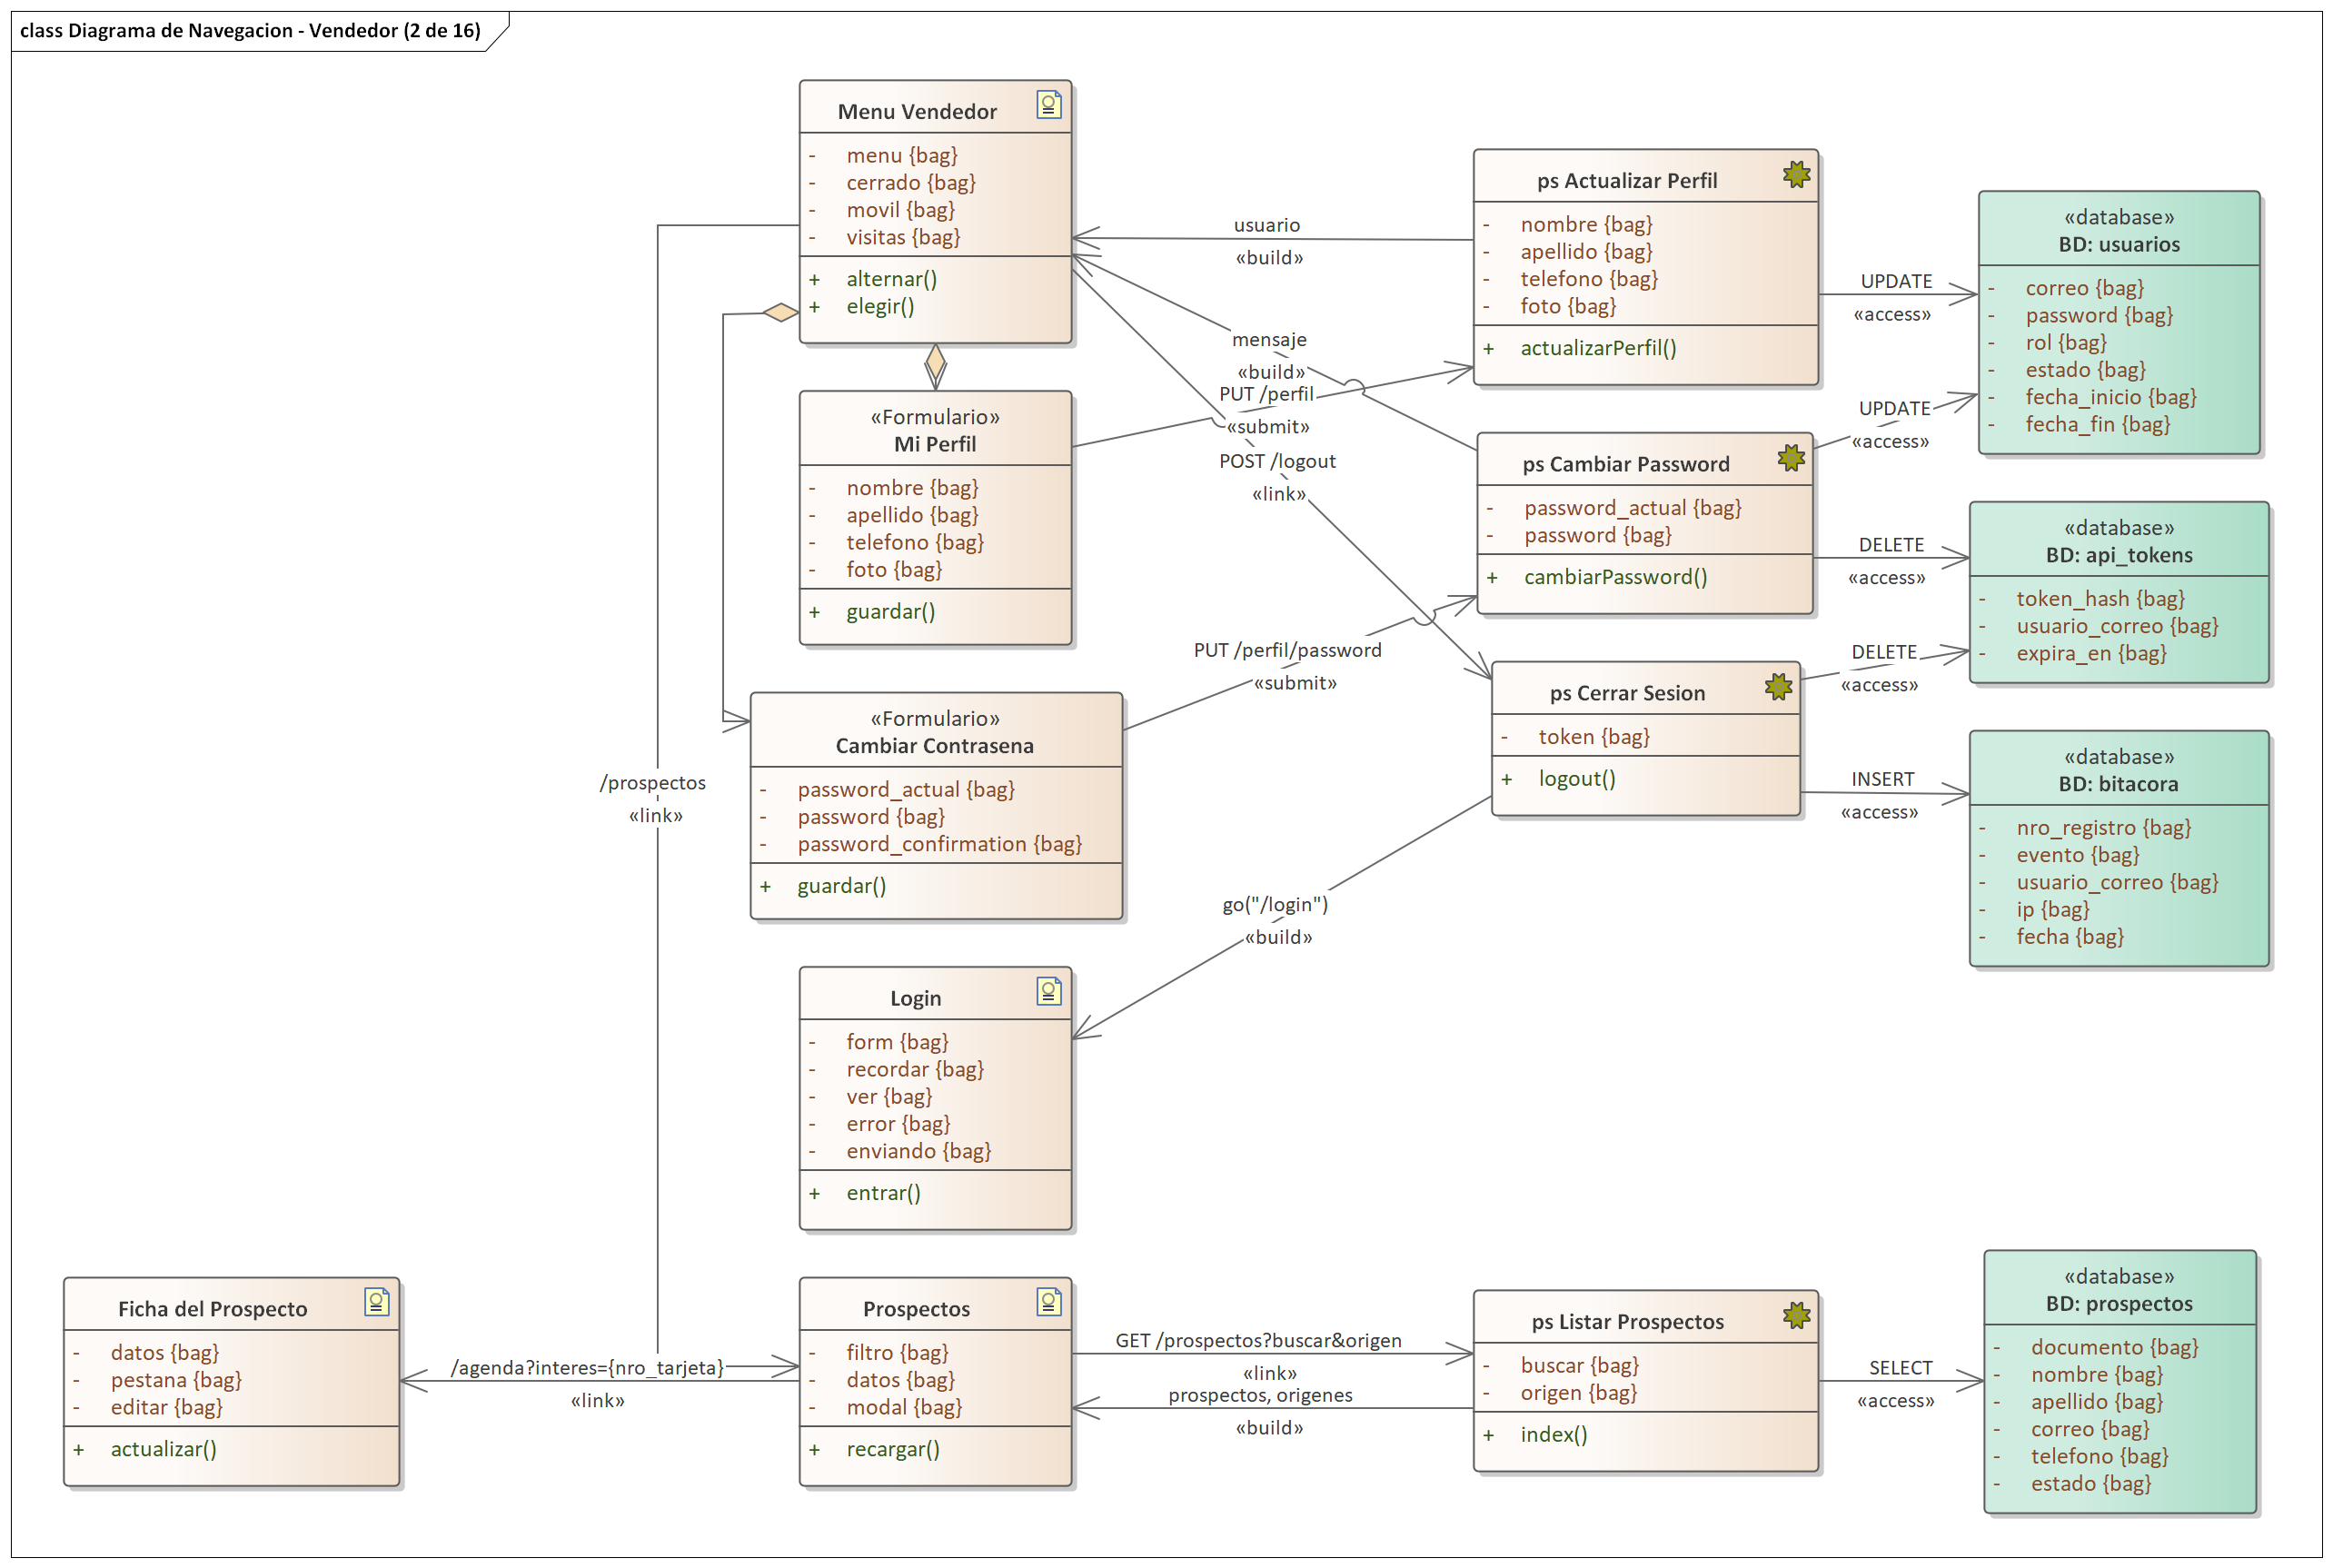 class Diagrama de Navegacion - Vendedor (2 de 16)
Menu Vendedor
- menu {bag}
- cerrado {bag}
- movil {bag}
- visitas {bag}
+ alternar()
+ elegir()
«Formulario»
Mi Perfil
- nombre {bag}
- apellido {bag}
- telefono {bag}
- foto {bag}
+ guardar()
«Formulario»
Cambiar Contrasena
- password_actual {bag}
- password {bag}
- password_confirmation {bag}
+ guardar()
Login
- form {bag}
- recordar {bag}
- ver {bag}
- error {bag}
- enviando {bag}
+ entrar()
Ficha del Prospecto
- datos {bag}
- pestana {bag}
- editar {bag}
+ actualizar()
Prospectos
- filtro {bag}
- datos {bag}
- modal {bag}
+ recargar()
/prospectos
«link»
/agenda?interes={nro_tarjeta}
«link»
usuario
«build»
mensaje
«build»
PUT /perfil
«submit»
POST /logout
«link»
PUT /perfil/password
«submit»
go("/login")
«build»
GET /prospectos?buscar&origen
«link»
prospectos, origenes
«build»
ps Actualizar Perfil
- nombre {bag}
- apellido {bag}
- telefono {bag}
- foto {bag}
+ actualizarPerfil()
ps Cambiar Password
- password_actual {bag}
- password {bag}
+ cambiarPassword()
ps Cerrar Sesion
- token {bag}
+ logout()
ps Listar Prospectos
- buscar {bag}
- origen {bag}
+ index()
UPDATE
«access»
UPDATE
«access»
DELETE
«access»
DELETE
«access»
INSERT
«access»
SELECT
«access»
«database»
BD: usuarios
- correo {bag}
- password {bag}
- rol {bag}
- estado {bag}
- fecha_inicio {bag}
- fecha_fin {bag}
«database»
BD: api_tokens
- token_hash {bag}
- usuario_correo {bag}
- expira_en {bag}
«database»
BD: bitacora
- nro_registro {bag}
- evento {bag}
- usuario_correo {bag}
- ip {bag}
- fecha {bag}
«database»
BD: prospectos
- documento {bag}
- nombre {bag}
- apellido {bag}
- correo {bag}
- telefono {bag}
- estado {bag}